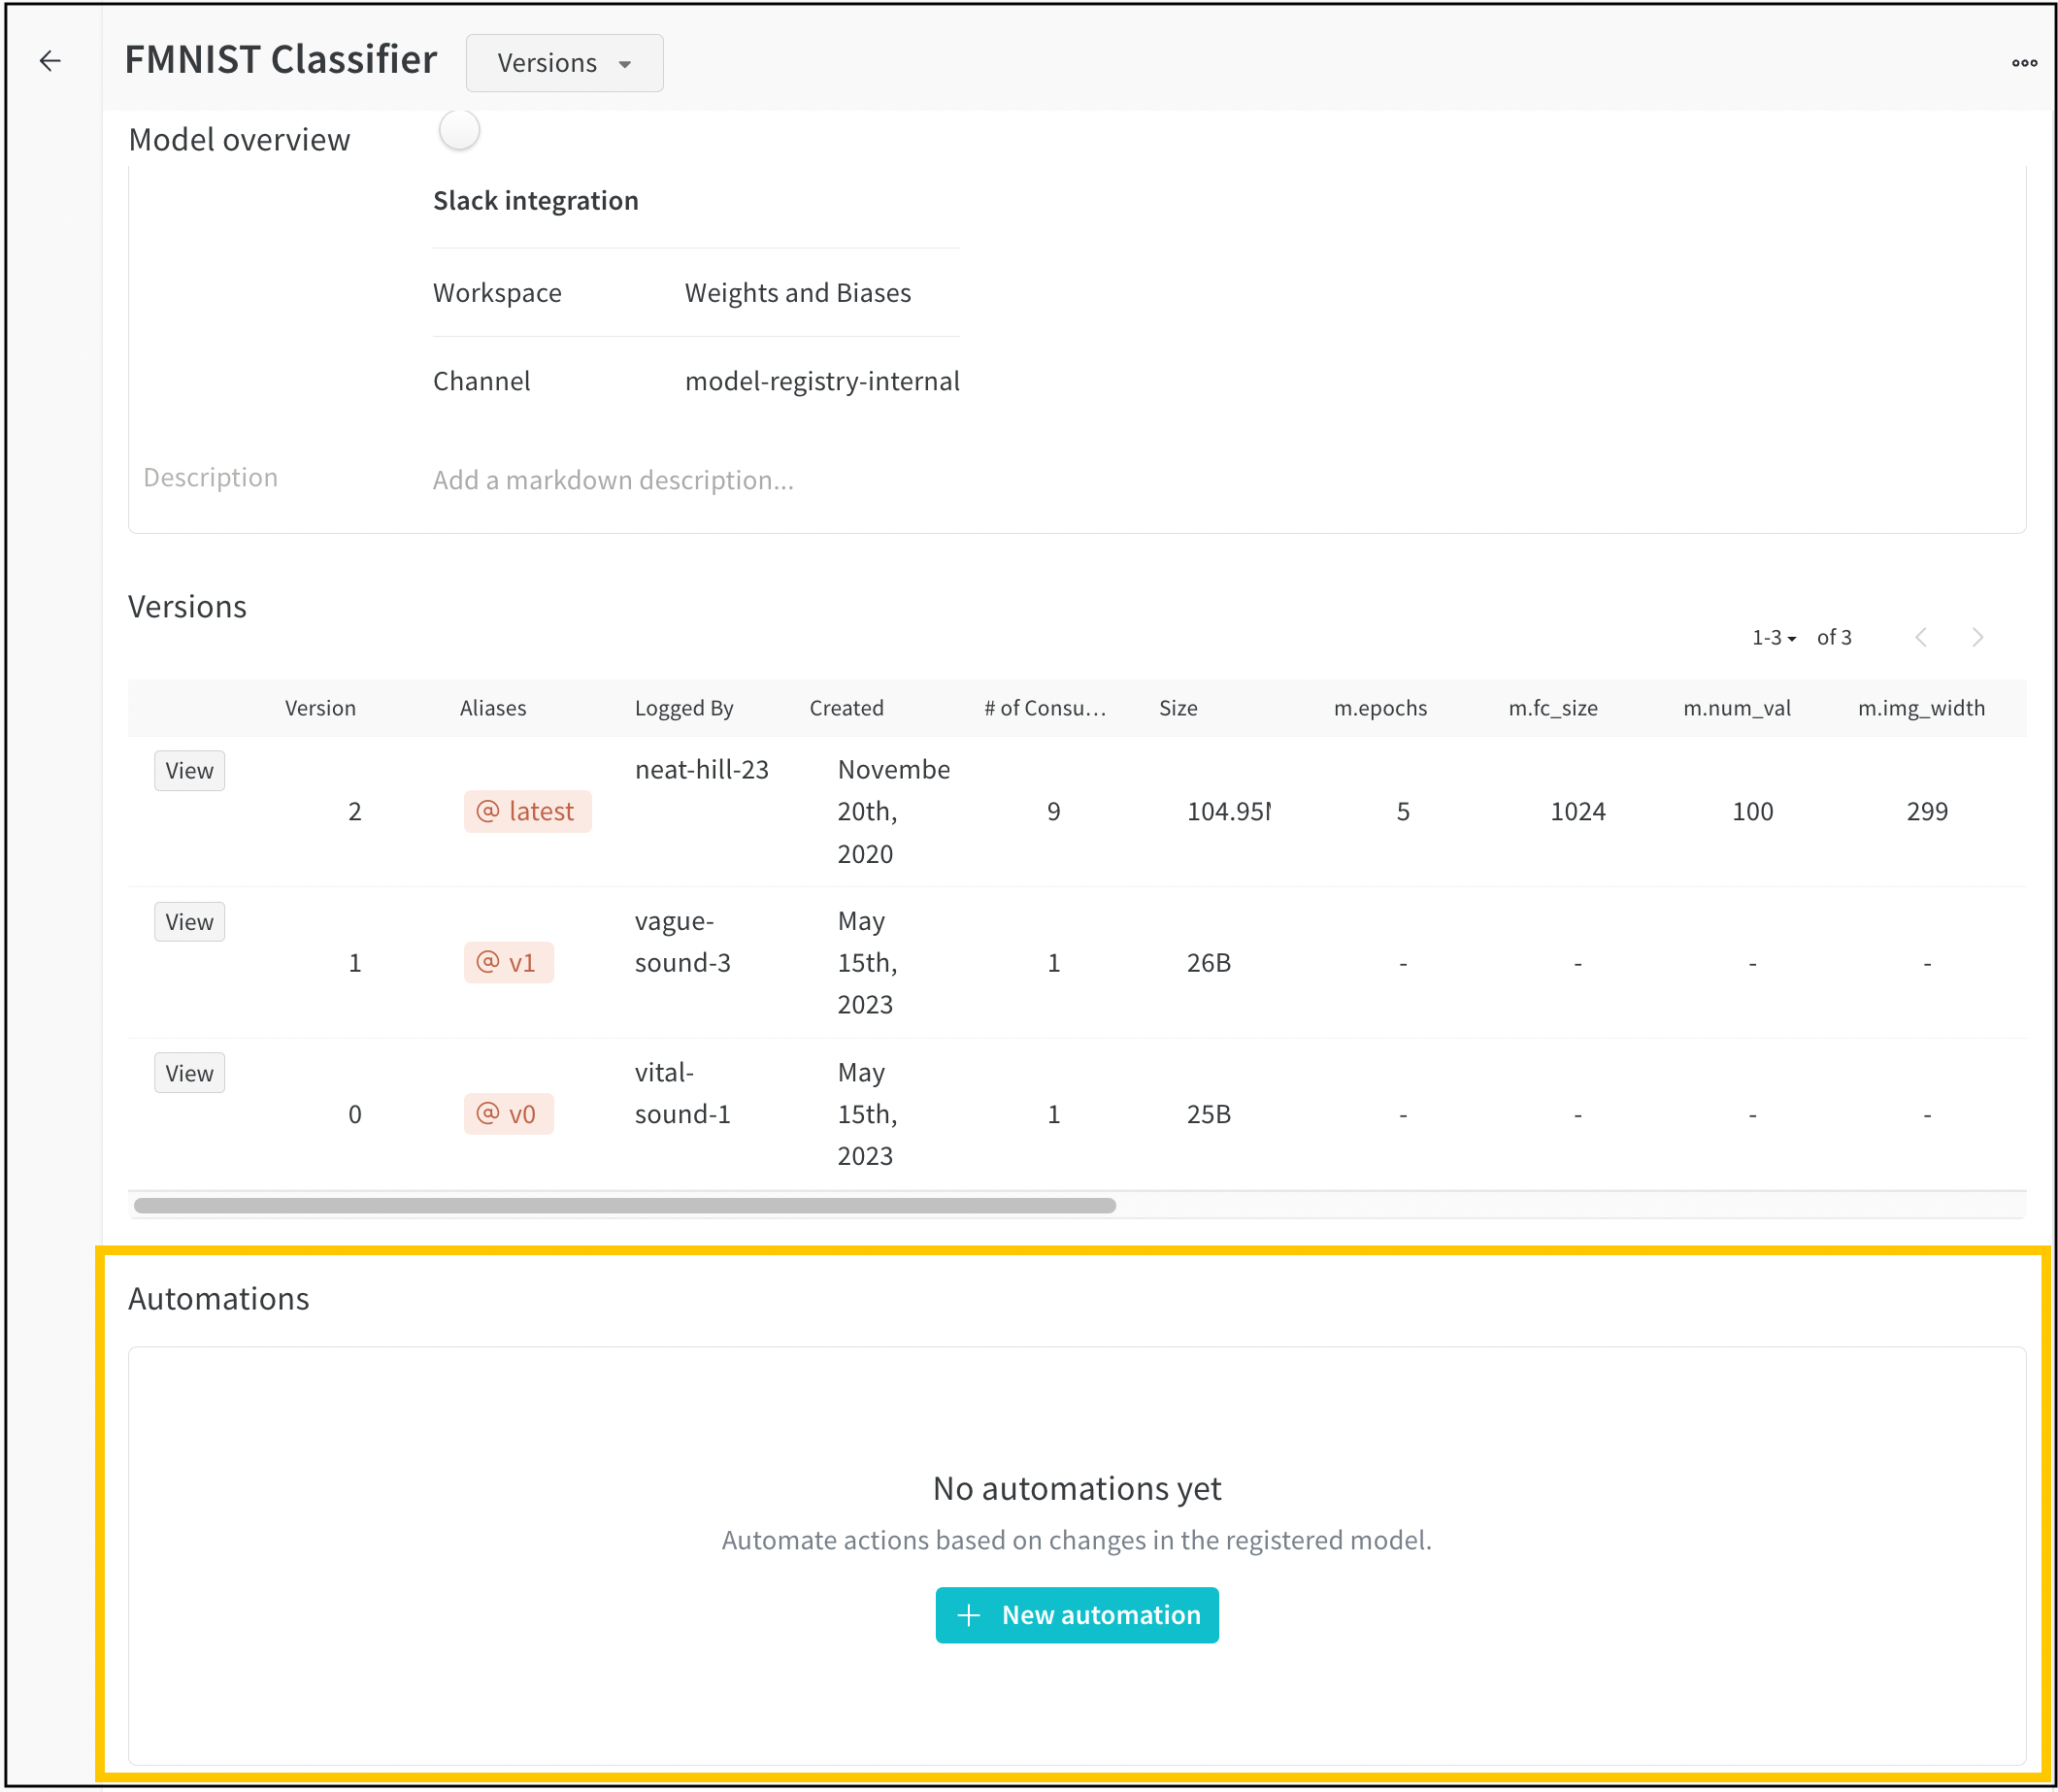 FMNIST Classifier Versions
Model overview
Slack integration
Workspace Weights and Biases
Channel model-registry-internal
Description Add a markdown description...
Versions
1-3 of 3
Version Aliases Logged By Created # of Consu... Size m.epochs m.fc_size m.num_val m.img_width
View neat-hill-23 Novembe
2 @ latest 20th, 9 104.95M 5 1024 100 299
2020
View vague- May
1 @ v1 sound-3 15th, 1 26B - - - -
2023
View vital- May
0 @ v0 sound-1 15th, 1 25B - - - -
2023
Automations
No automations yet
Automate actions based on changes in the registered model.
+ New automation